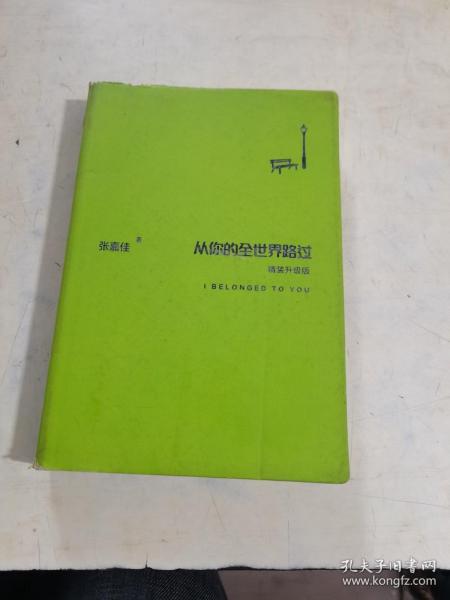 从你的全世界路过
精装升级版
I BELONGED TO YOU
张嘉佳 著
孔夫子旧书网
www.kongfz.com